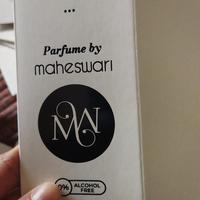 Parfume by
maheswari
MW
0% ALCOHOL
FREE